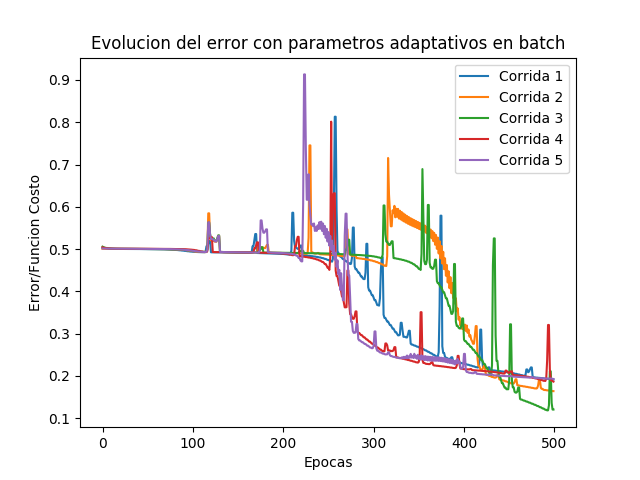 Evolucion del error con parametros adaptativos en batch
Error/Funcion Costo
0.9
0.8
0.7
0.6
0.5
0.4
0.3
0.2
0.1
Corrida 1
Corrida 2
Corrida 3
Corrida 4
Corrida 5
0 100 200 300 400 500
Epocas